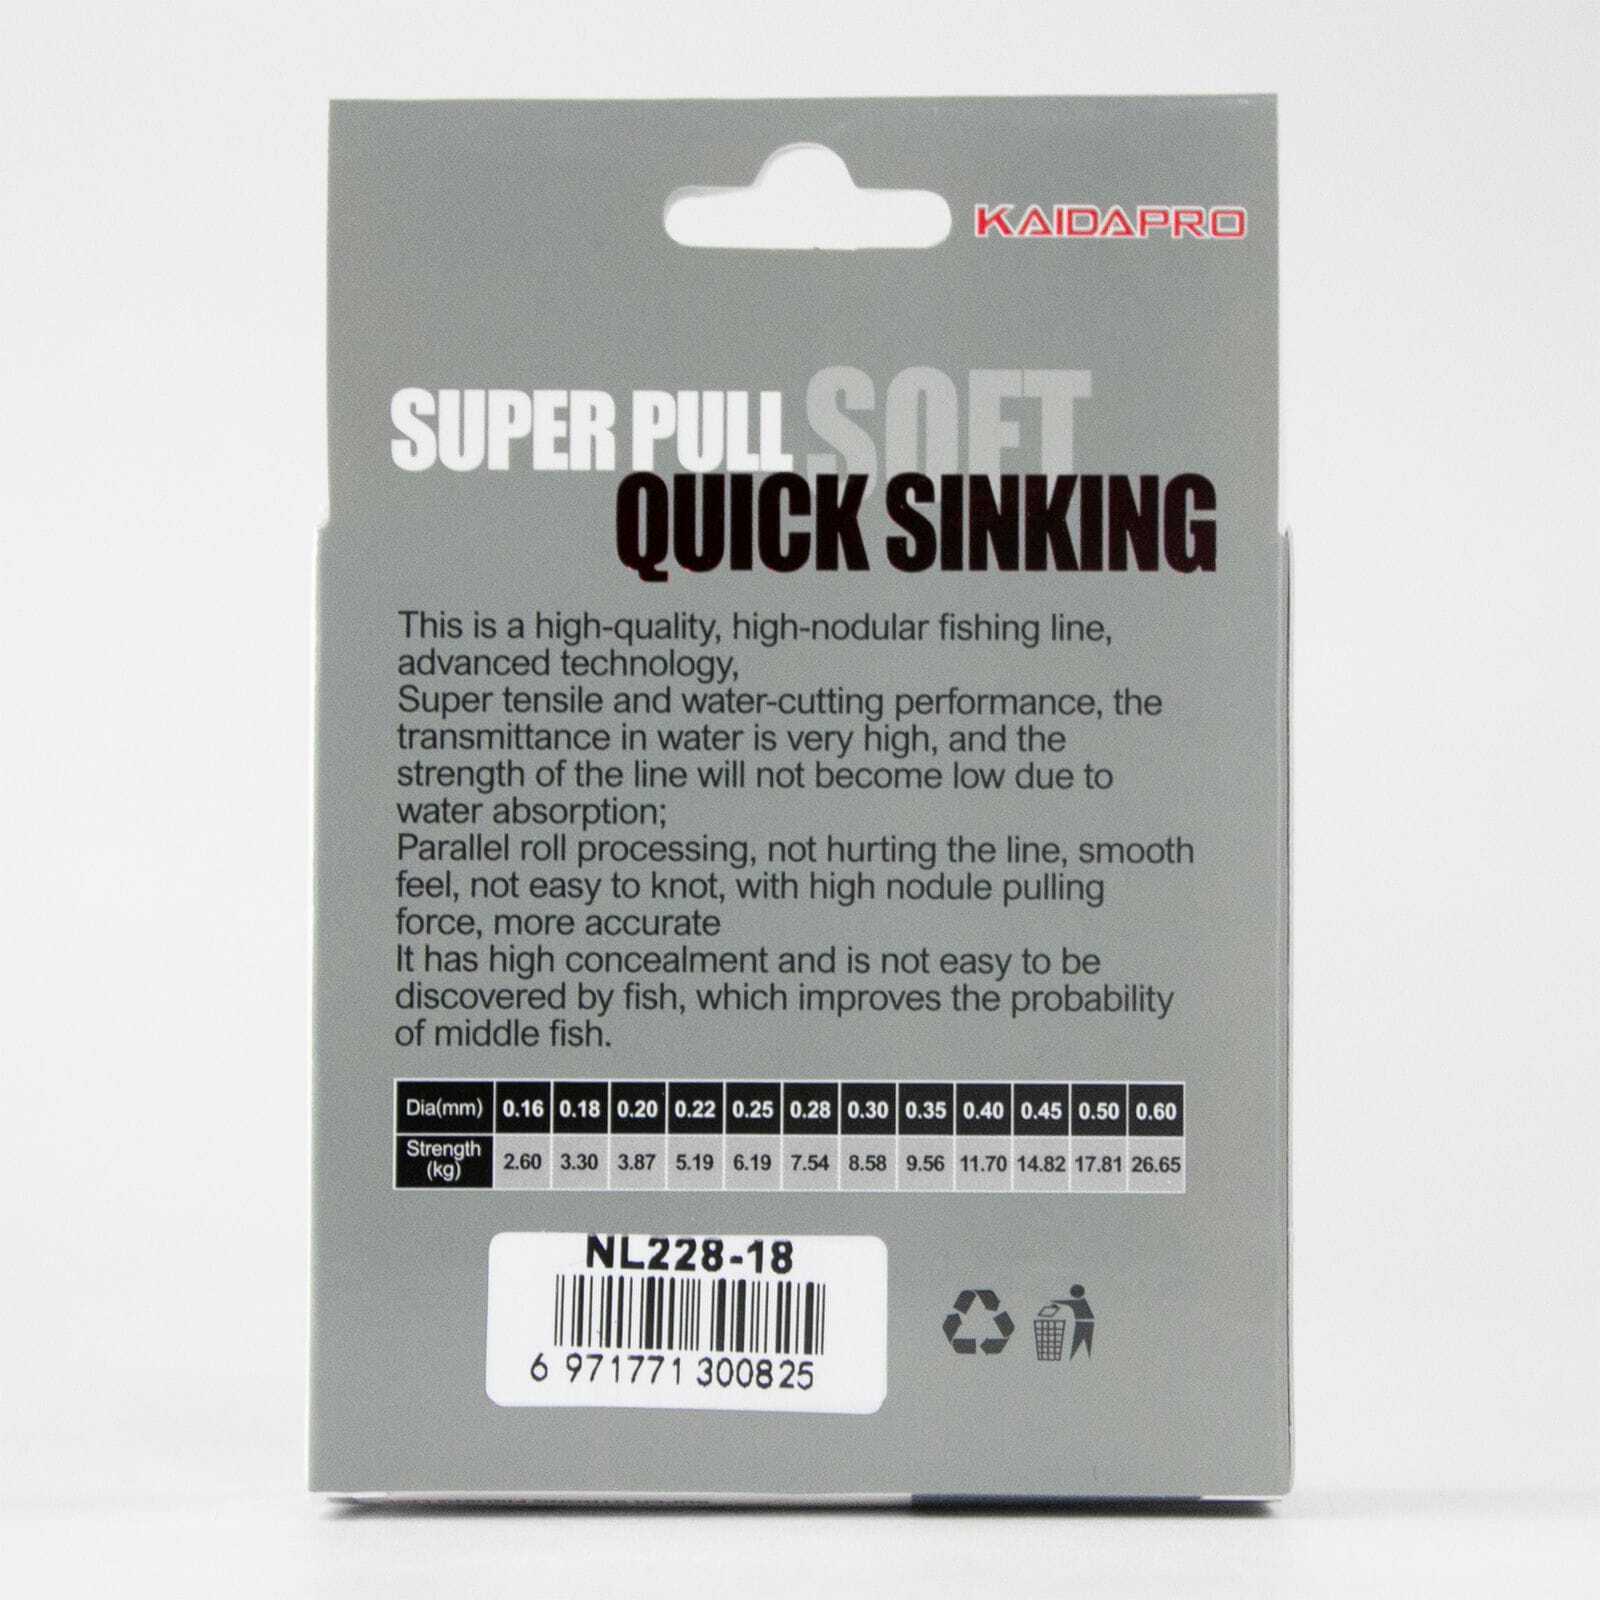 KAIDAPRO
SUPER PULL SOFT
QUICK SINKING
This is a high-quality, high-nodular fishing line,
advanced technology,
Super tensile and water-cutting performance, the
transmittance in water is very high, and the
strength of the line will not become low due to
water absorption;
Parallel roll processing, not hurting the line, smooth
feel, not easy to knot, with high nodule pulling
force, more accurate
It has high concealment and is not easy to be
discovered by fish, which improves the probability
of middle fish.
Dia(mm) 0.16 0.18 0.20 0.22 0.25 0.28 0.30 0.35 0.40 0.45 0.50 0.60
Strength (kg) 2.60 3.30 3.87 5.19 6.19 7.54 8.58 9.56 11.70 14.82 17.81 26.65
NL228-18
6 971771 300825